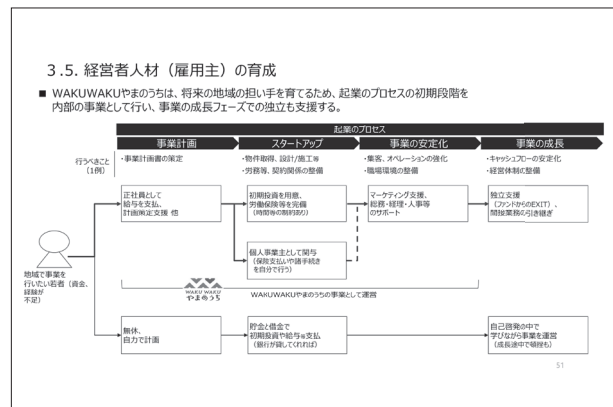 3.5. 経営者人材（雇用主）の育成
■ WAKUWAKUやまのうちは、将来の地域の担い手を育てるため、起業のプロセスの初期段階を
内部の事業として行い、事業の成長フェーズでの独立も支援する。
起業のプロセス
事業計画
スタートアップ
事業の安定化
事業の成長
行うべきこと
（1例）
・事業計画書の策定
・物件取得、設計/施工等
・労務等、契約関係の整備
・集客、オペレーションの強化
・職場環境の整備
・キャッシュフローの安定化
・経営体制の整備
正社員として
給与を支払、
計画策定支援 他
初期投資を用意、
労働保険等を完備
（時間等の制約あり）
マーケティング支援、
総務・経理・人事等
のサポート
独立支援
（ファンドからのEXIT）、
間接業務の引き継ぎ
個人事業主として関与
（保険支払いや諸手続き
を自分で行う）
地域で事業を
行いたい若者（資金、
経験が
不足）
WAKU WAKU
やまのうち
WAKUWAKUやまのうちの事業として運営
無休、
自力で計画
貯金と借金で
初期投資や給与等支払
（銀行が貸してくれれば）
自己啓発の中で
学びながら事業を運営
（成長途中で頓挫も）
51